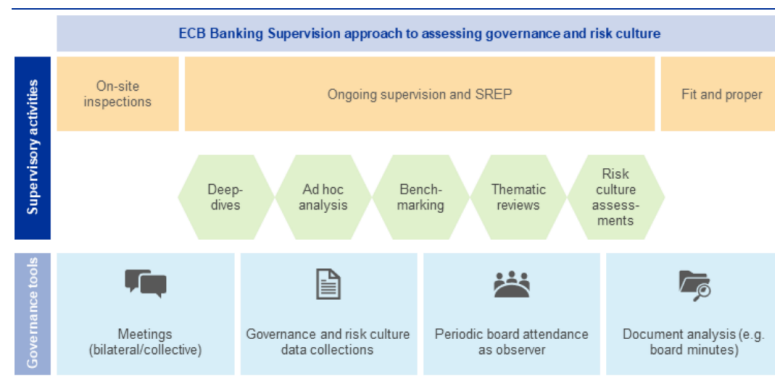 ECB Banking Supervision approach to assessing governance and risk culture
Supervisory activities
On-site
inspections
Ongoing supervision and SREP
Fit and proper
Deep-
dives
Ad hoc
analysis
Bench-
marking
Thematic
reviews
Risk
culture
assess-
ments
Governance tools
Meetings
(bilateral/collective)
Governance and risk culture
data collections
Periodic board attendance
as observer
Document analysis (e.g.
board minutes)